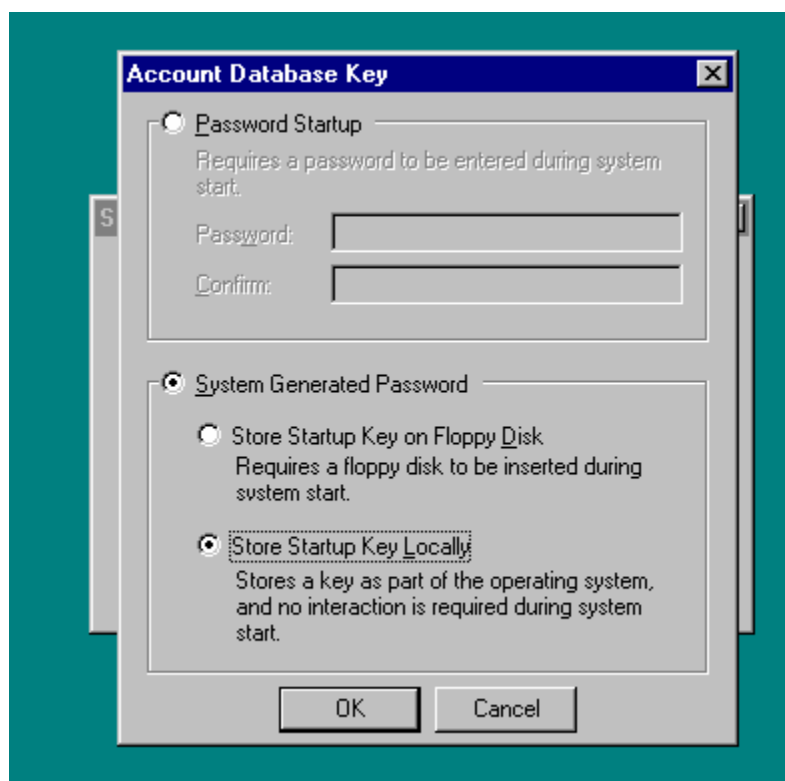 Account Database Key
Password Startup
Requires a password to be entered during system
start.
S
Password:
Confirm:
System Generated Password
Store Startup Key on Floppy Disk
Requires a floppy disk to be inserted during
system start.
Store Startup Key Locally
Stores a key as part of the operating system,
and no interaction is required during system
start.
OK
Cancel